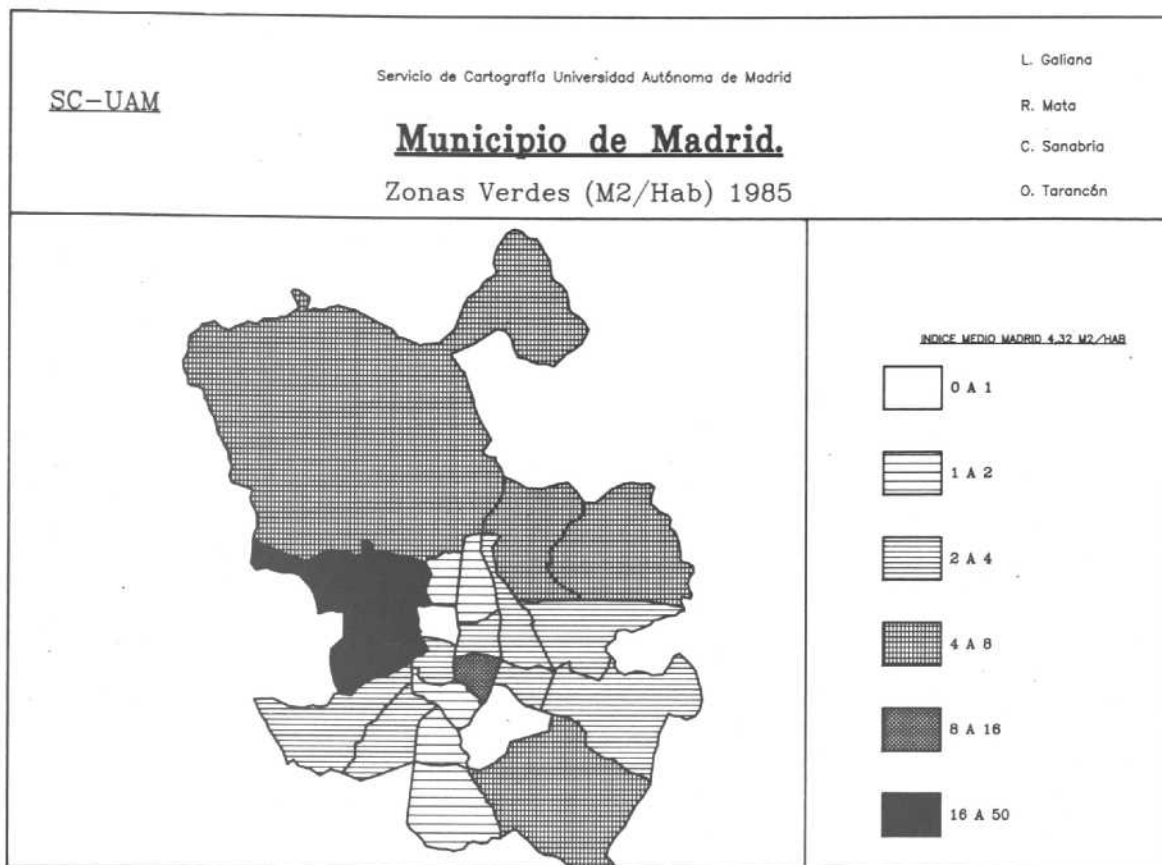 SC-UAM
Servicio de Cartografía Universidad Autónoma de Madrid
Municipio de Madrid.
Zonas Verdes (M2/Hab) 1985
L. Galiana
R. Mata
C. Sanabria
O. Tarancón
INDICE MEDIO MADRID 4,32 M2/HAB
0 A 1
1 A 2
2 A 4
4 A 8
8 A 16
16 A 50